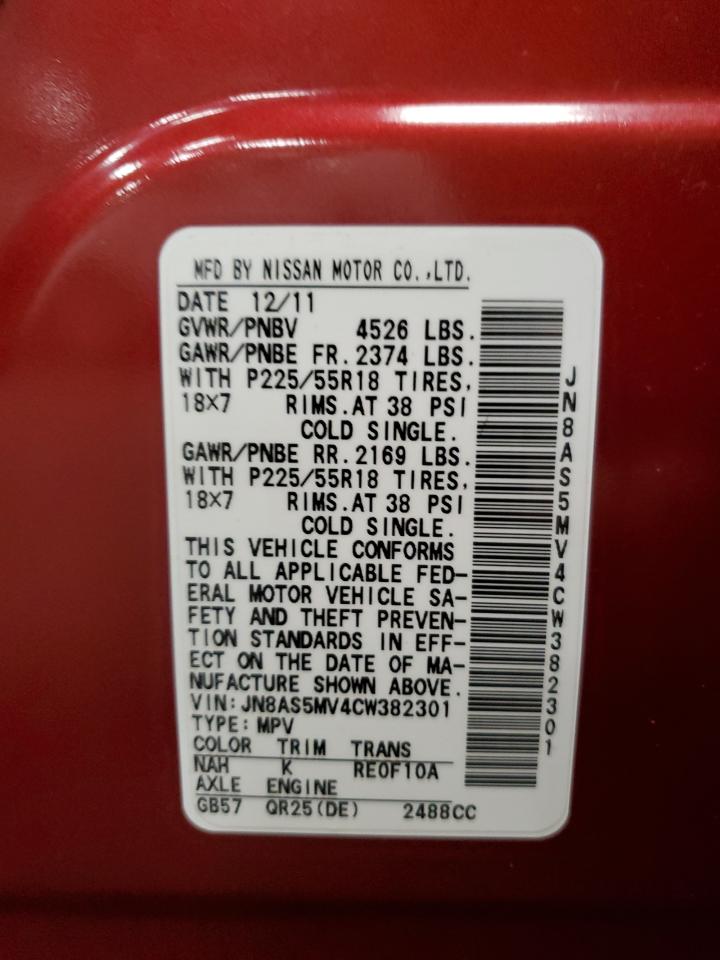 MFD BY NISSAN MOTOR CO.,LTD.
DATE 12/11
GVWR/PNBV 4526 LBS.
GAWR/PNBE FR. 2374 LBS.
WITH P225/55R18 TIRES,
18×7 RIMS. AT 38 PSI
COLD SINGLE.
GAWR/PNBE RR. 2169 LBS.
WITH P225/55R18 TIRES,
18×7 RIMS. AT 38 PSI
COLD SINGLE.
THIS VEHICLE CONFORMS
TO ALL APPLICABLE FED-
ERAL MOTOR VEHICLE SA-
FETY AND THEFT PREVEN-
TION STANDARDS IN EFF-
ECT ON THE DATE OF MA-
NUFACTURE SHOWN ABOVE.
VIN: JN8AS5MV4CW382301
TYPE: MPV
COLOR TRIM TRANS
NAH K RE0F10A
AXLE ENGINE
GB57 QR25(DE) 2488CC
JN8AS5MV4CW382301